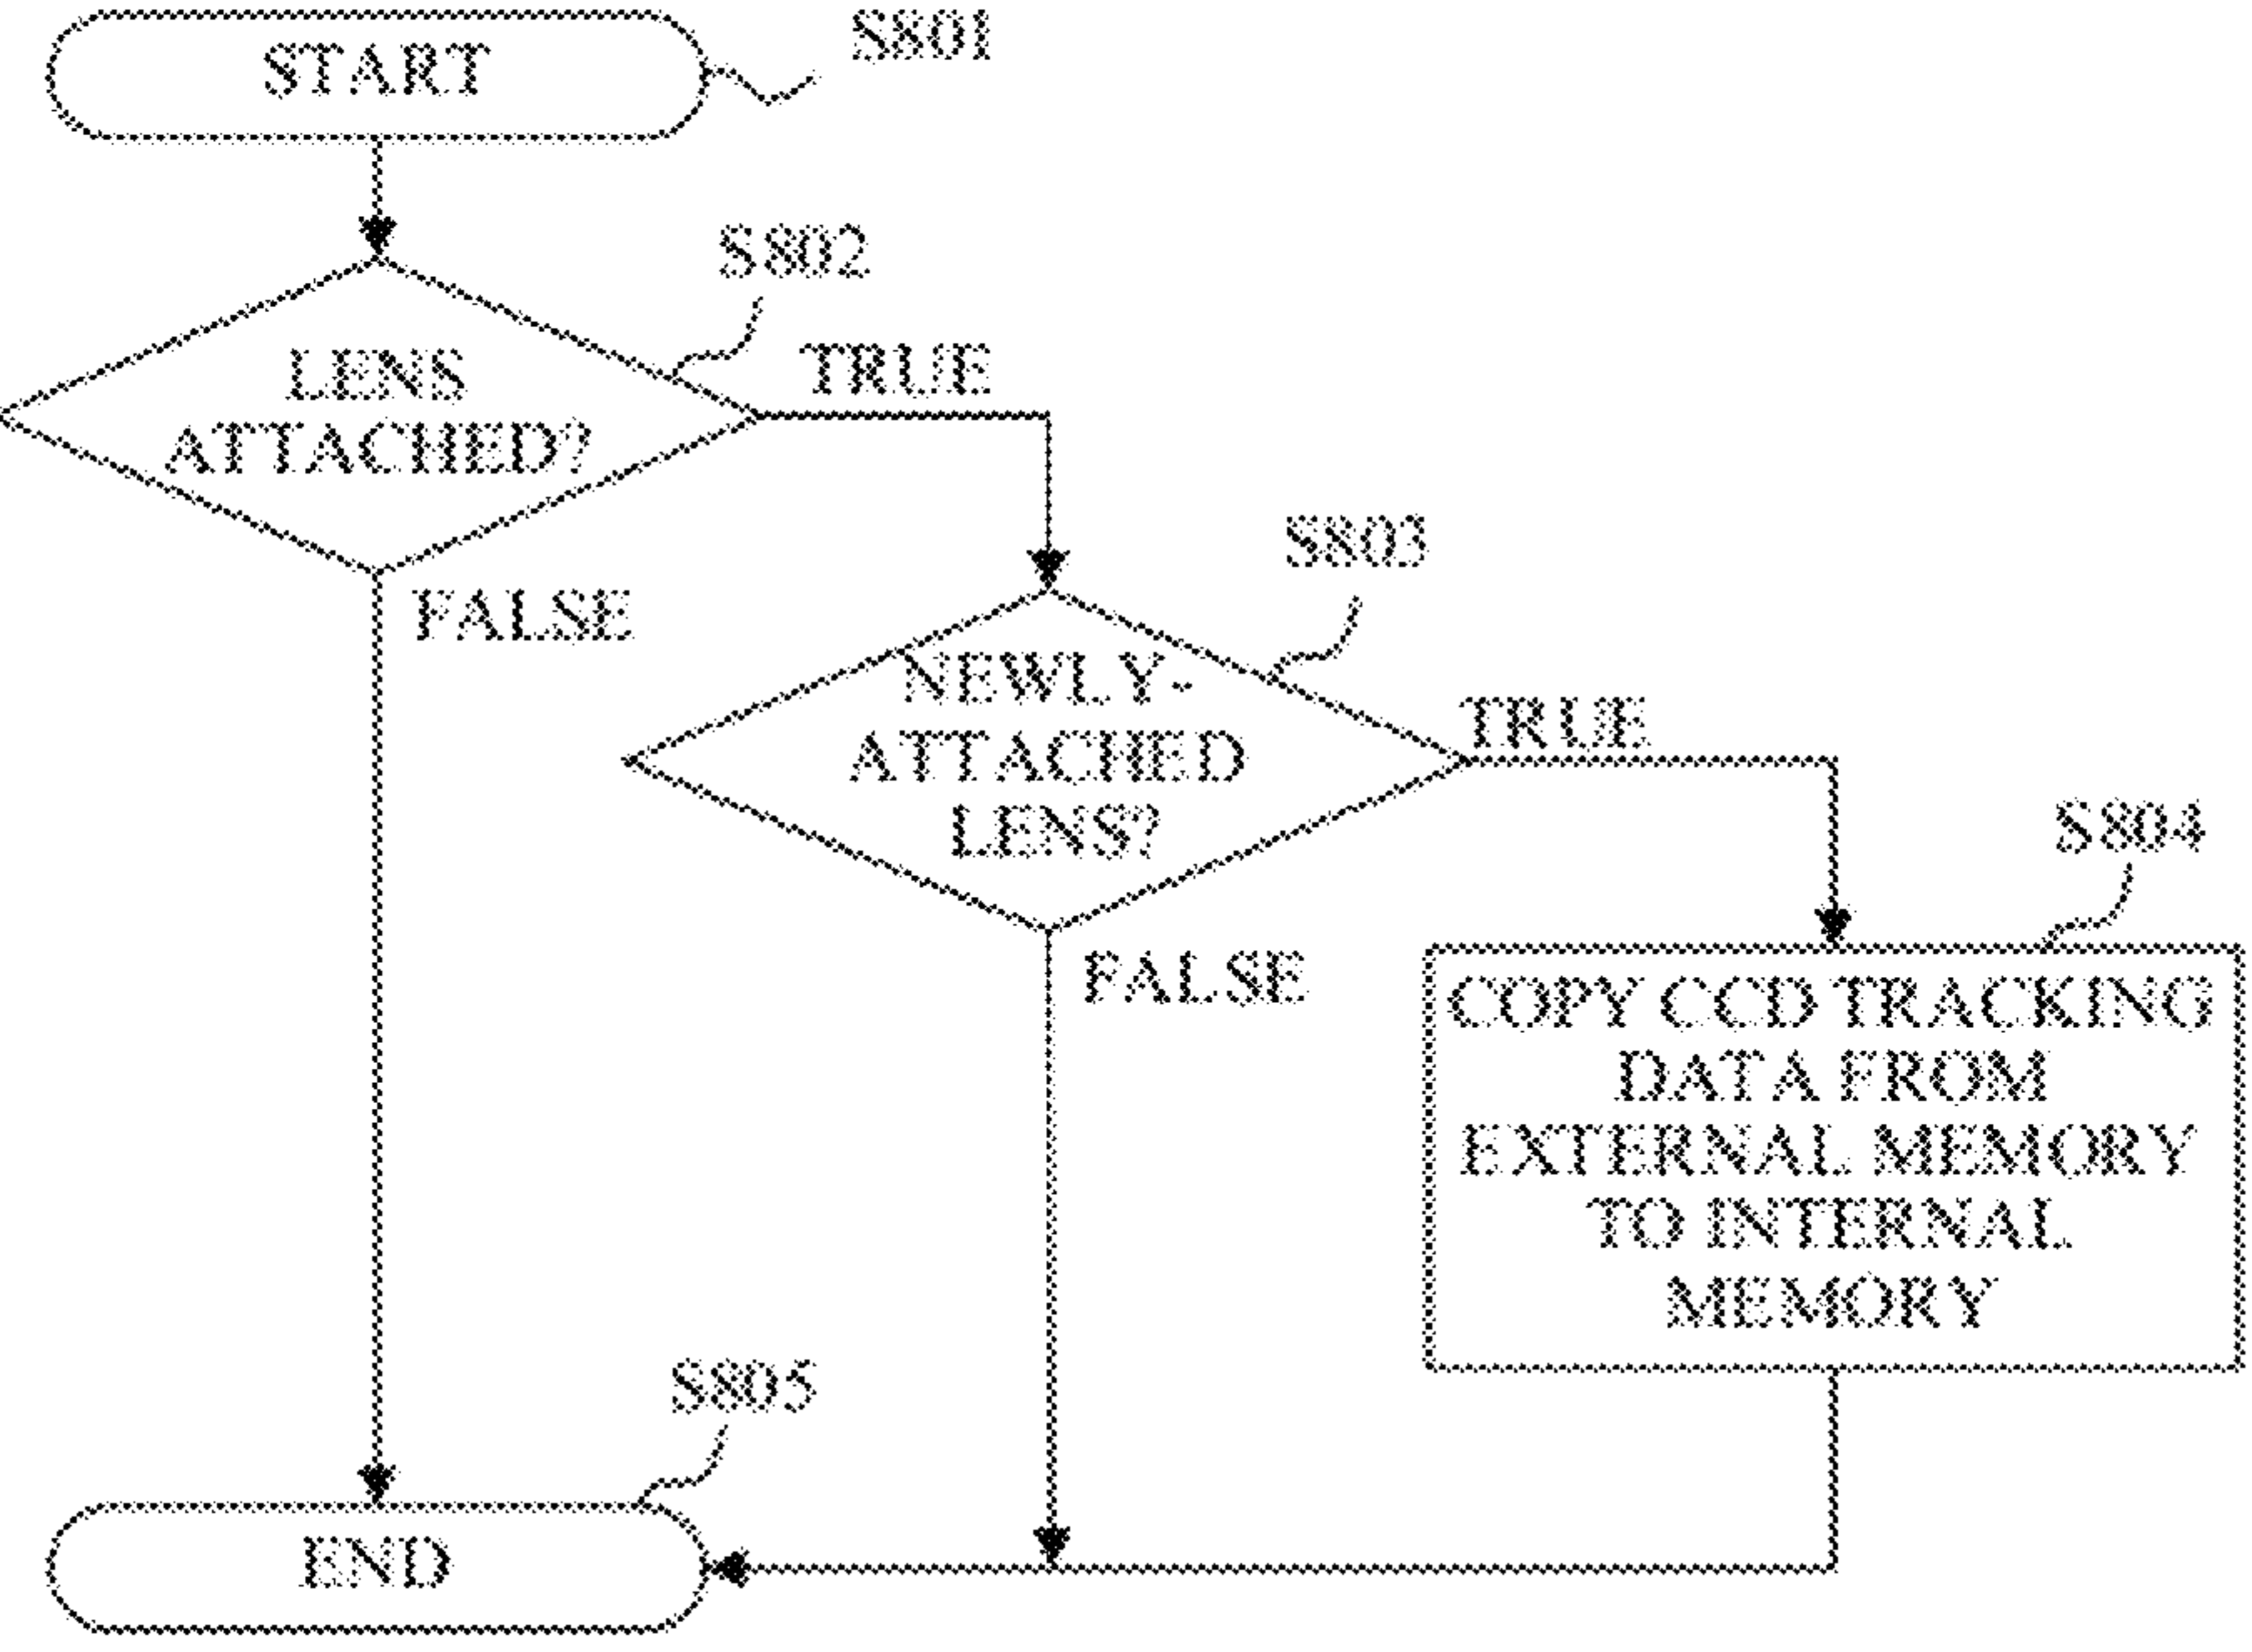 START
S801
S802
LENS
ATTACHED?
TRUE
FALSE
S803
NEWLY-
ATTACHED
LENS?
TRUE
FALSE
S804
COPY CCD TRACKING
DATA FROM
EXTERNAL MEMORY
TO INTERNAL
MEMORY
S805
END